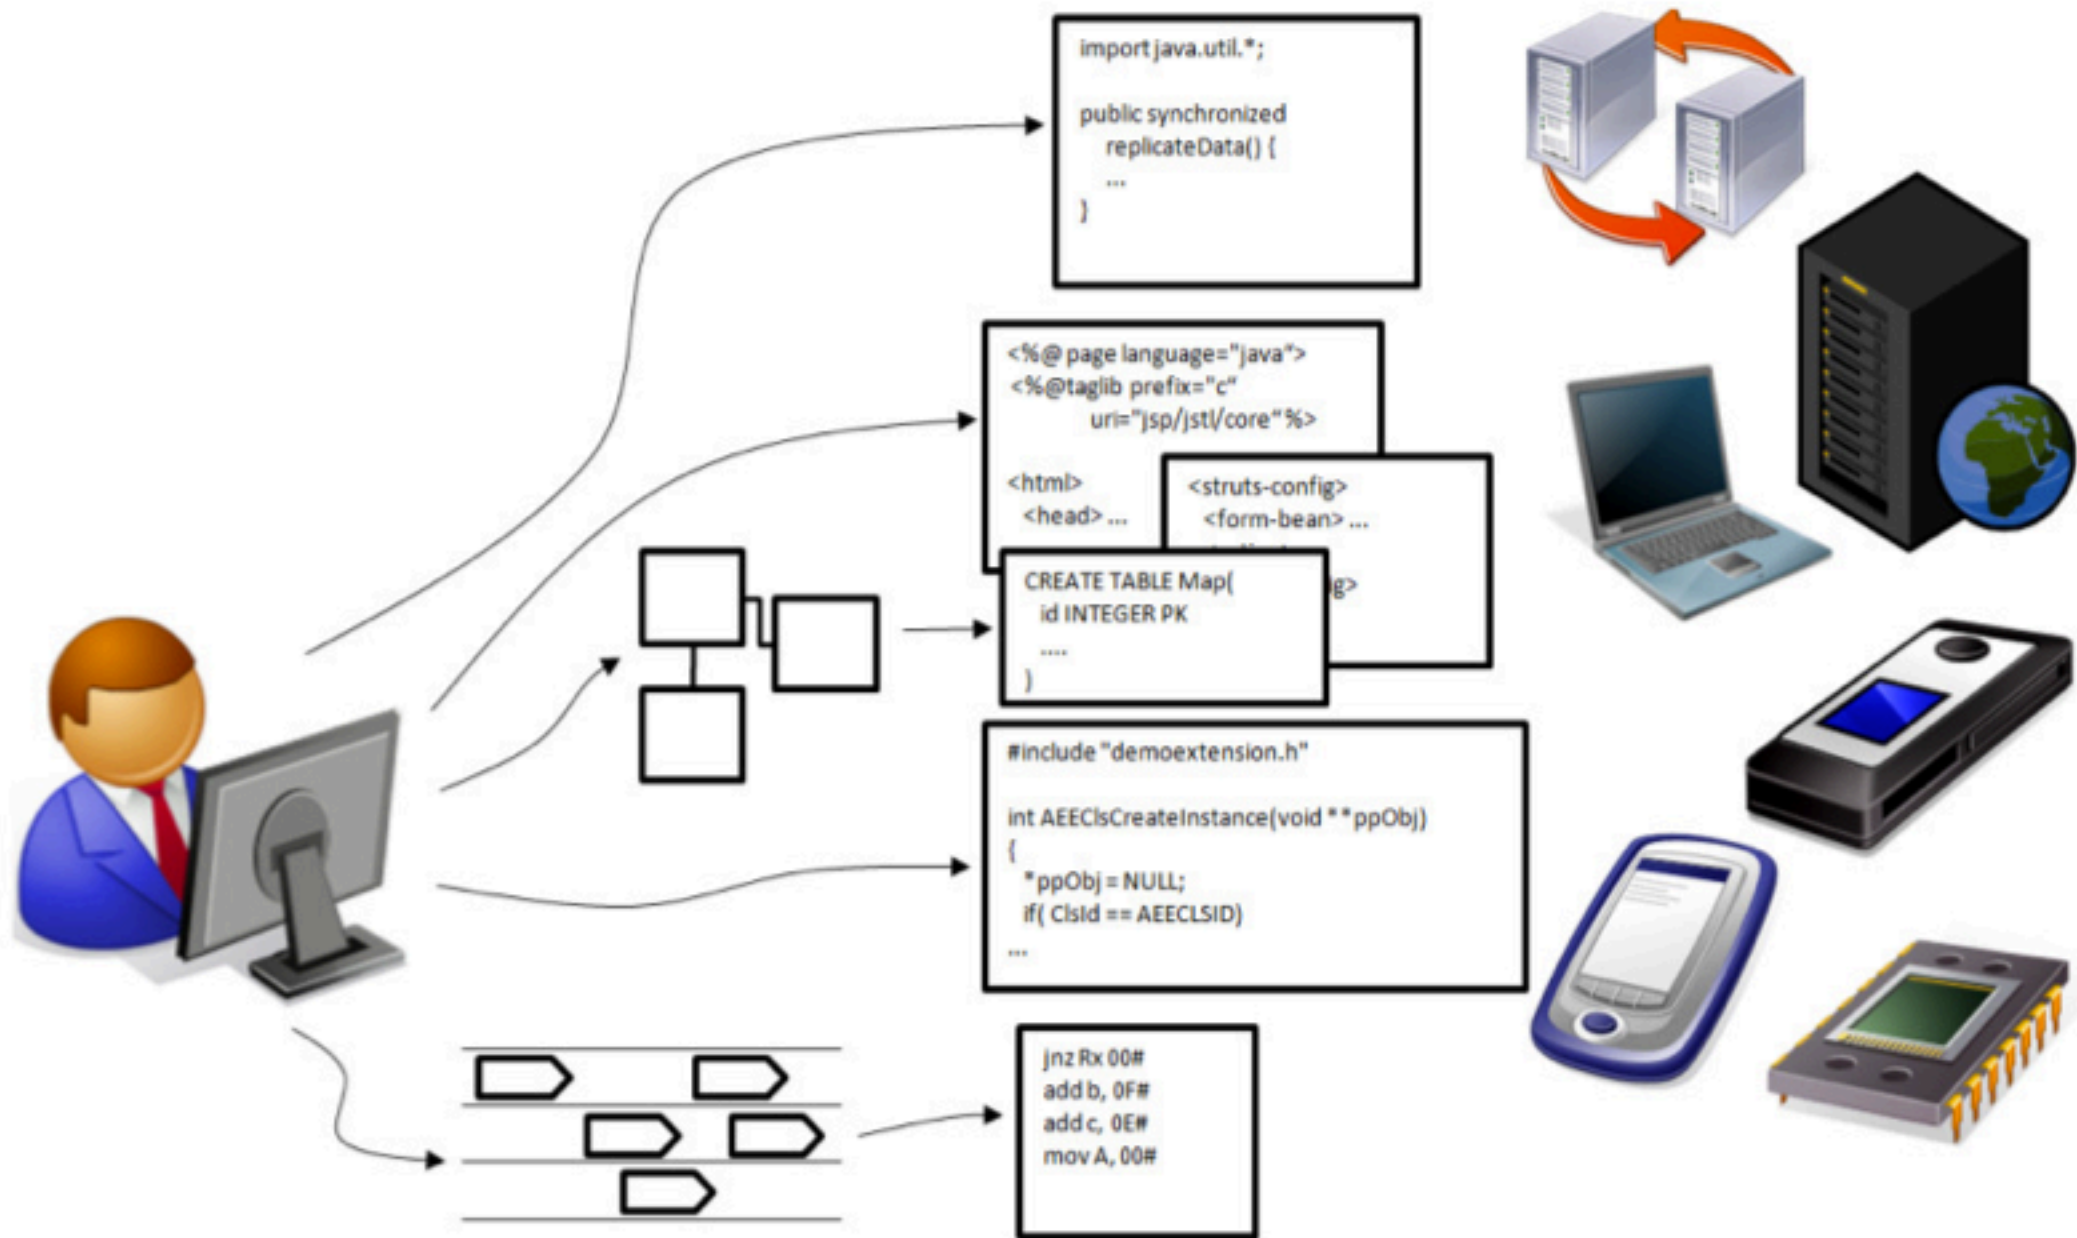 import java.util.*;
public synchronized
replicateData() {
...
}
<%@ page language="java">
<%@taglib prefix="c"
uri="jsp/jstl/core" %>
<html>
<head> ...
<struts-config>
<form-bean> ...
ig>
CREATE TABLE Map(
id INTEGER PK
....
)
#include "demoextension.h"
int AEEClsCreateInstance(void **ppObj)
{
*ppObj = NULL;
if( ClsId == AEECLSID)
...
jnz Rx 00#
add b, 0F#
add c, 0E#
mov A, 00#